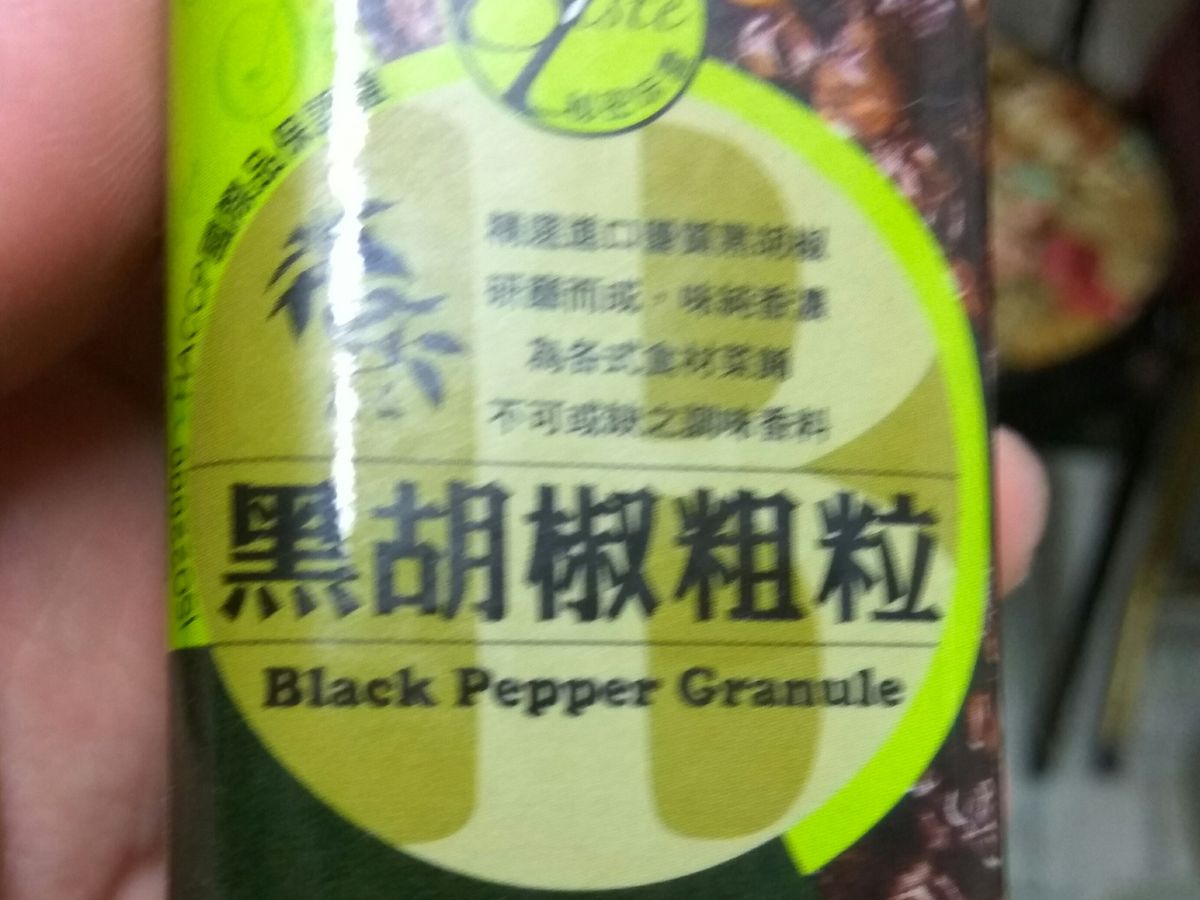 精選進口優質黑胡椒
研磨而成，味純香濃
為各式食材菜餚
不可或缺之調味香料
黑胡椒粗粒
Black Pepper Granule